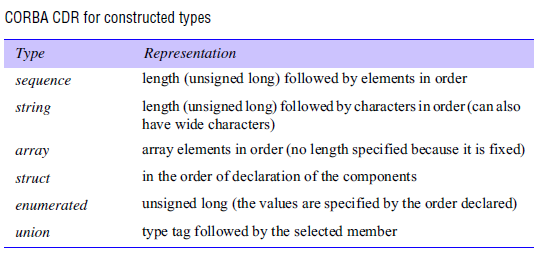 CORBA CDR for constructed types
Type Representation
sequence length (unsigned long) followed by elements in order
string length (unsigned long) followed by characters in order (can also
have wide characters)
array array elements in order (no length specified because it is fixed)
struct in the order of declaration of the components
enumerated unsigned long (the values are specified by the order declared)
union type tag followed by the selected member